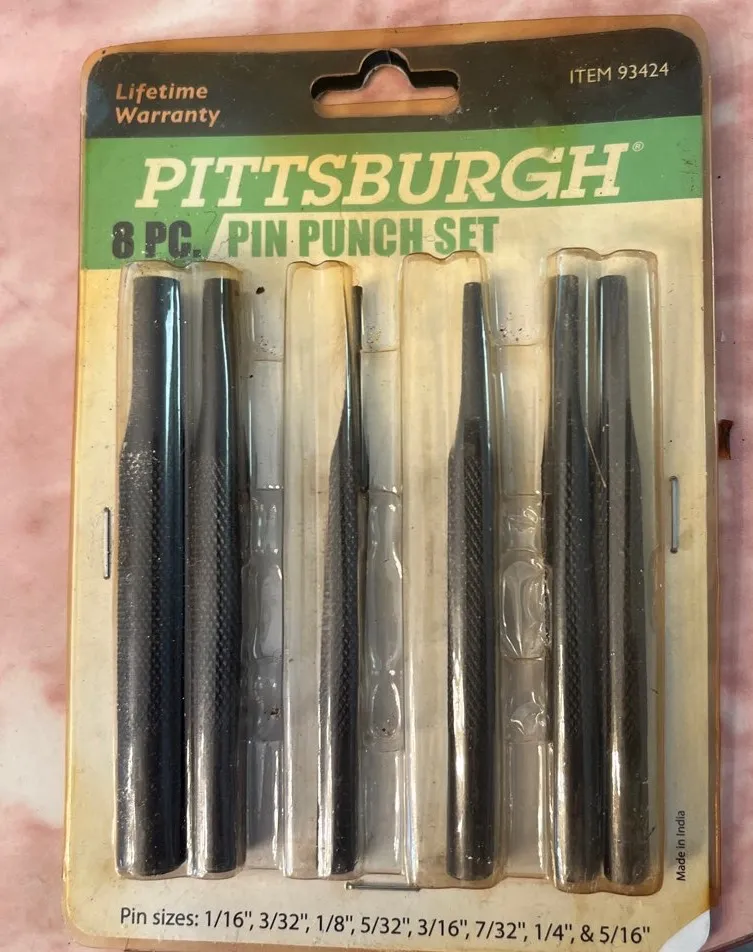 Lifetime
Warranty
ITEM 93424
PITTSBURGH®
8 PC. PIN PUNCH SET
Made in India
Pin sizes: 1/16", 3/32", 1/8", 5/32", 3/16", 7/32", 1/4", & 5/16"